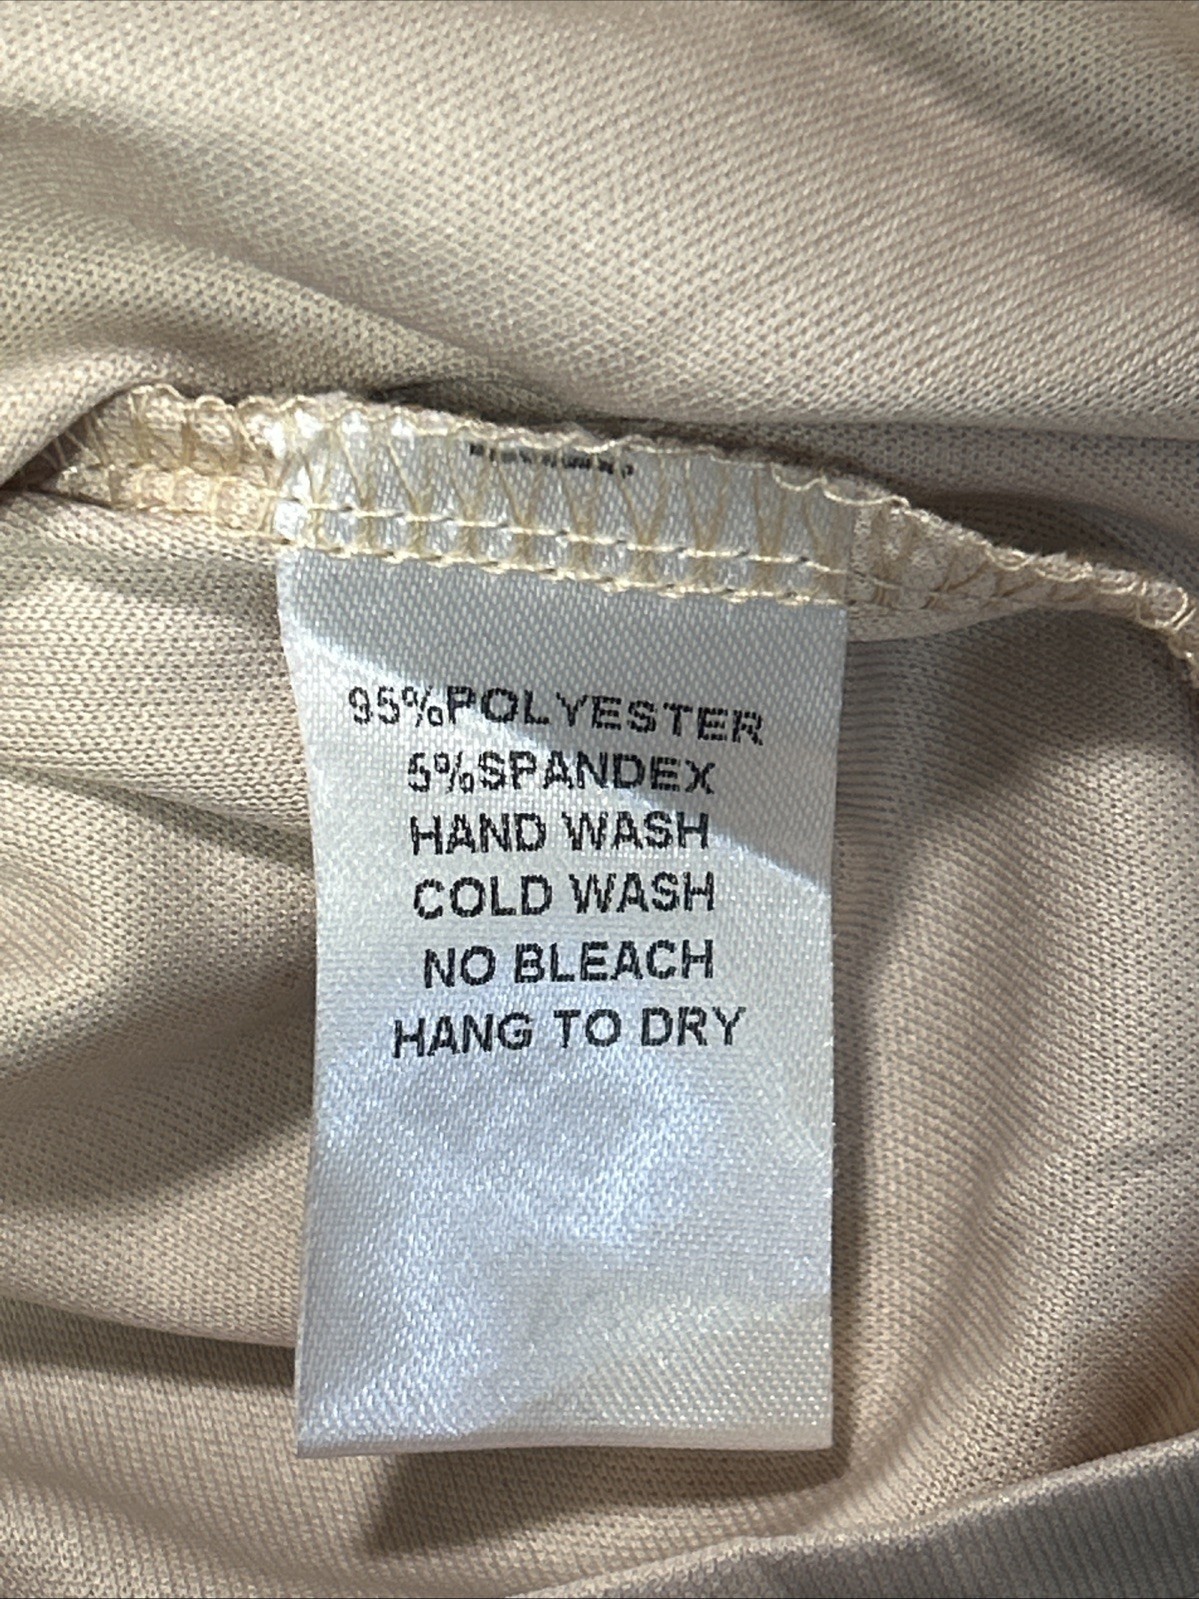 95%POLYESTER
5%SPANDEX
HAND WASH
COLD WASH
NO BLEACH
HANG TO DRY